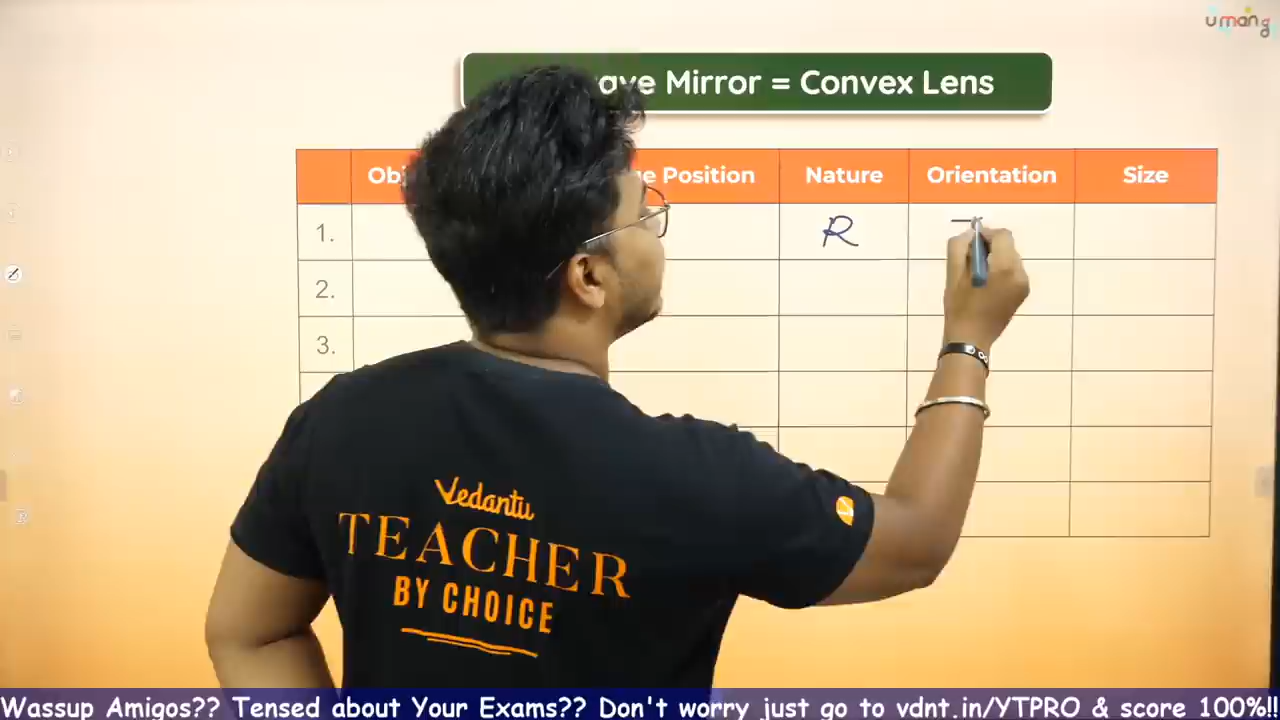 umang
ave Mirror = Convex Lens
Position Nature Orientation Size
1. R
2.
3.
Vedantu
TEACHER
BY CHOICE
Wassup Amigos?? Tensed about Your Exams?? Don't worry just go to vdnt.in/YTPRO & score 100%!!